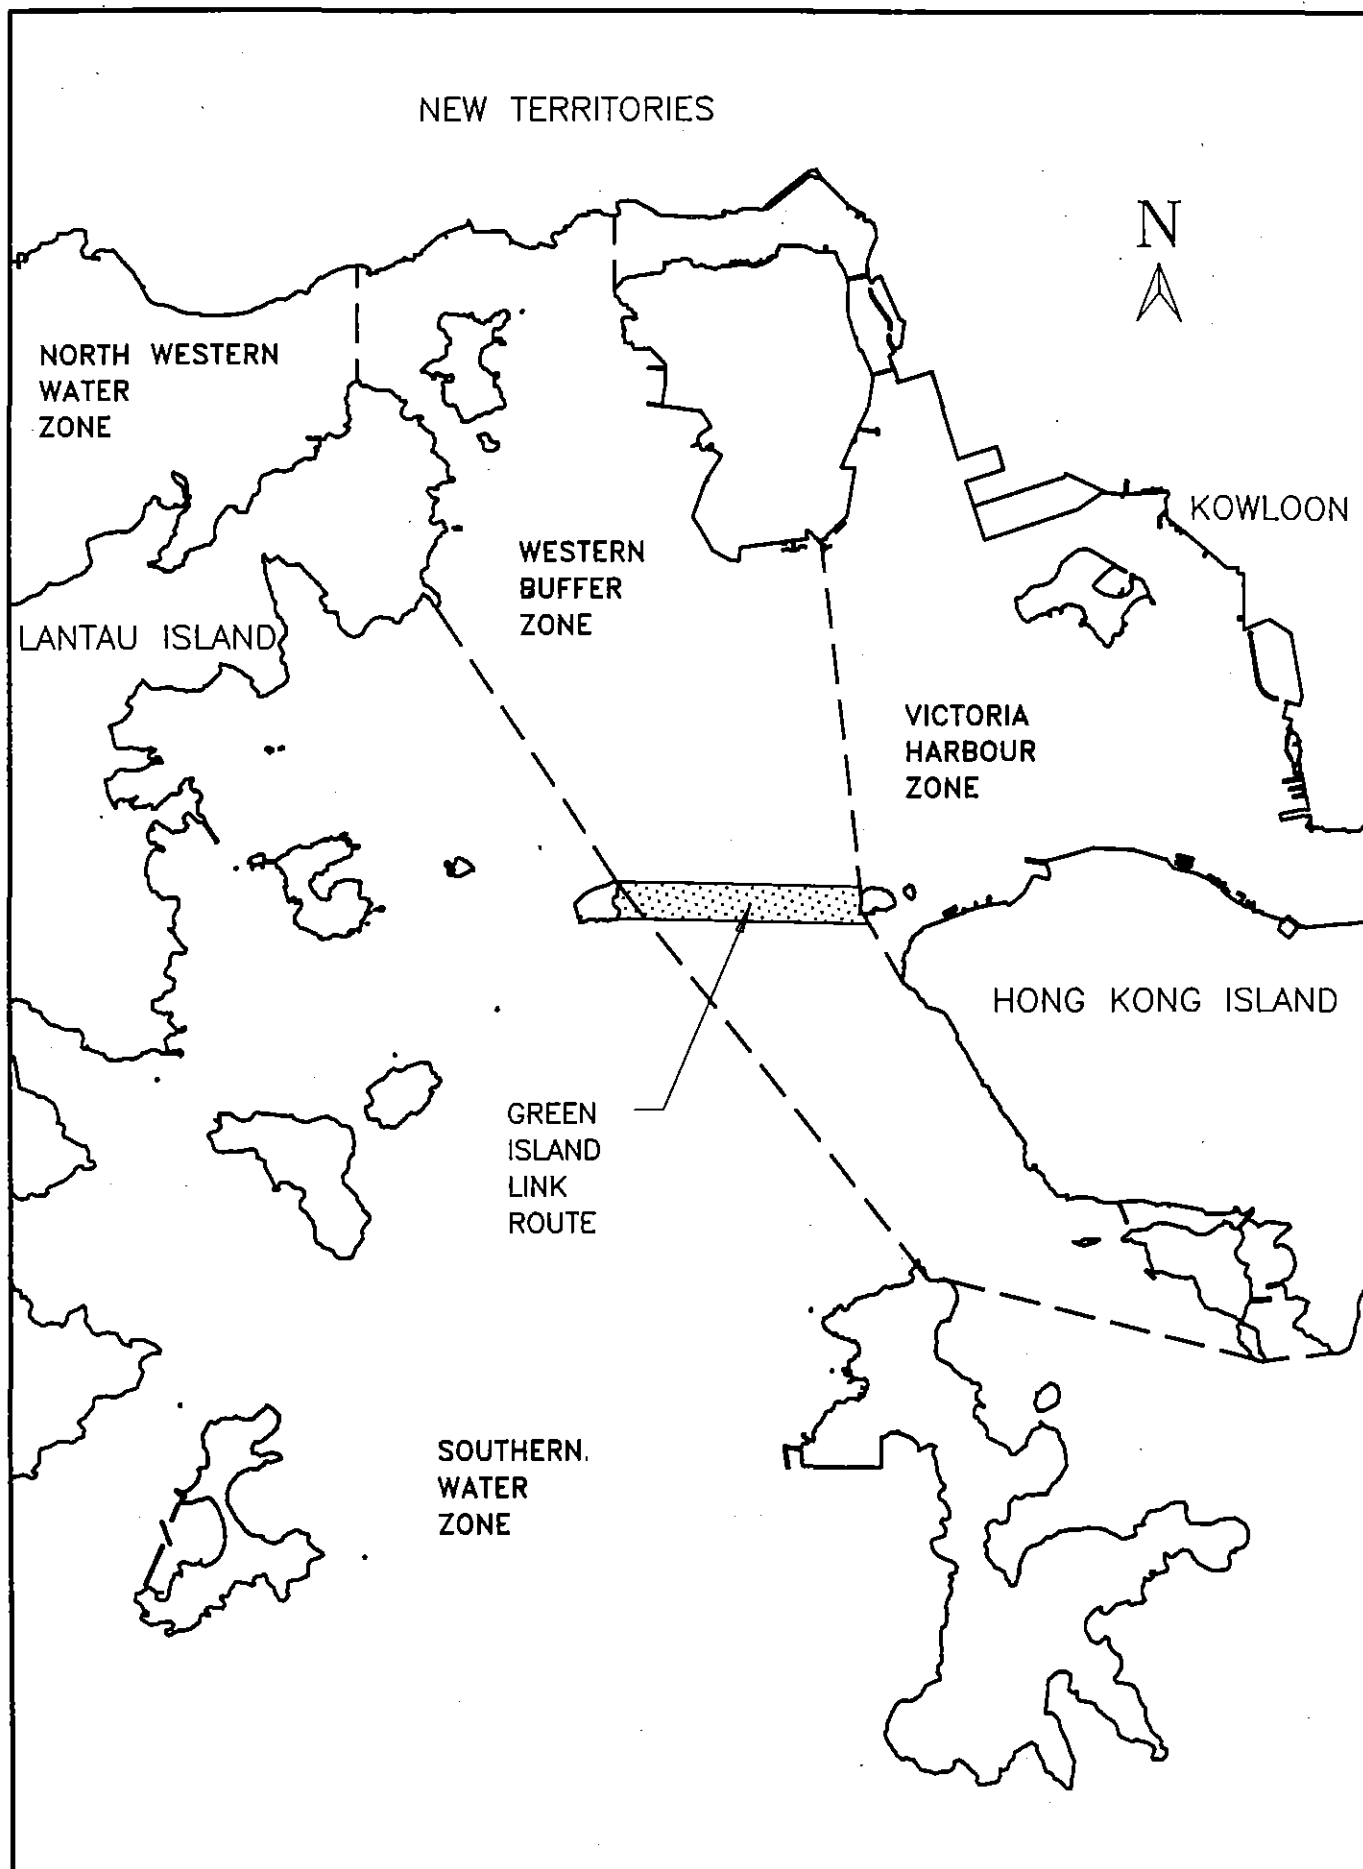 NEW TERRITORIES
N
NORTH WESTERN
WATER
ZONE
KOWLOON
WESTERN
BUFFER
ZONE
LANTAU ISLAND
VICTORIA
HARBOUR
ZONE
HONG KONG ISLAND
GREEN
ISLAND
LINK
ROUTE
SOUTHERN
WATER
ZONE